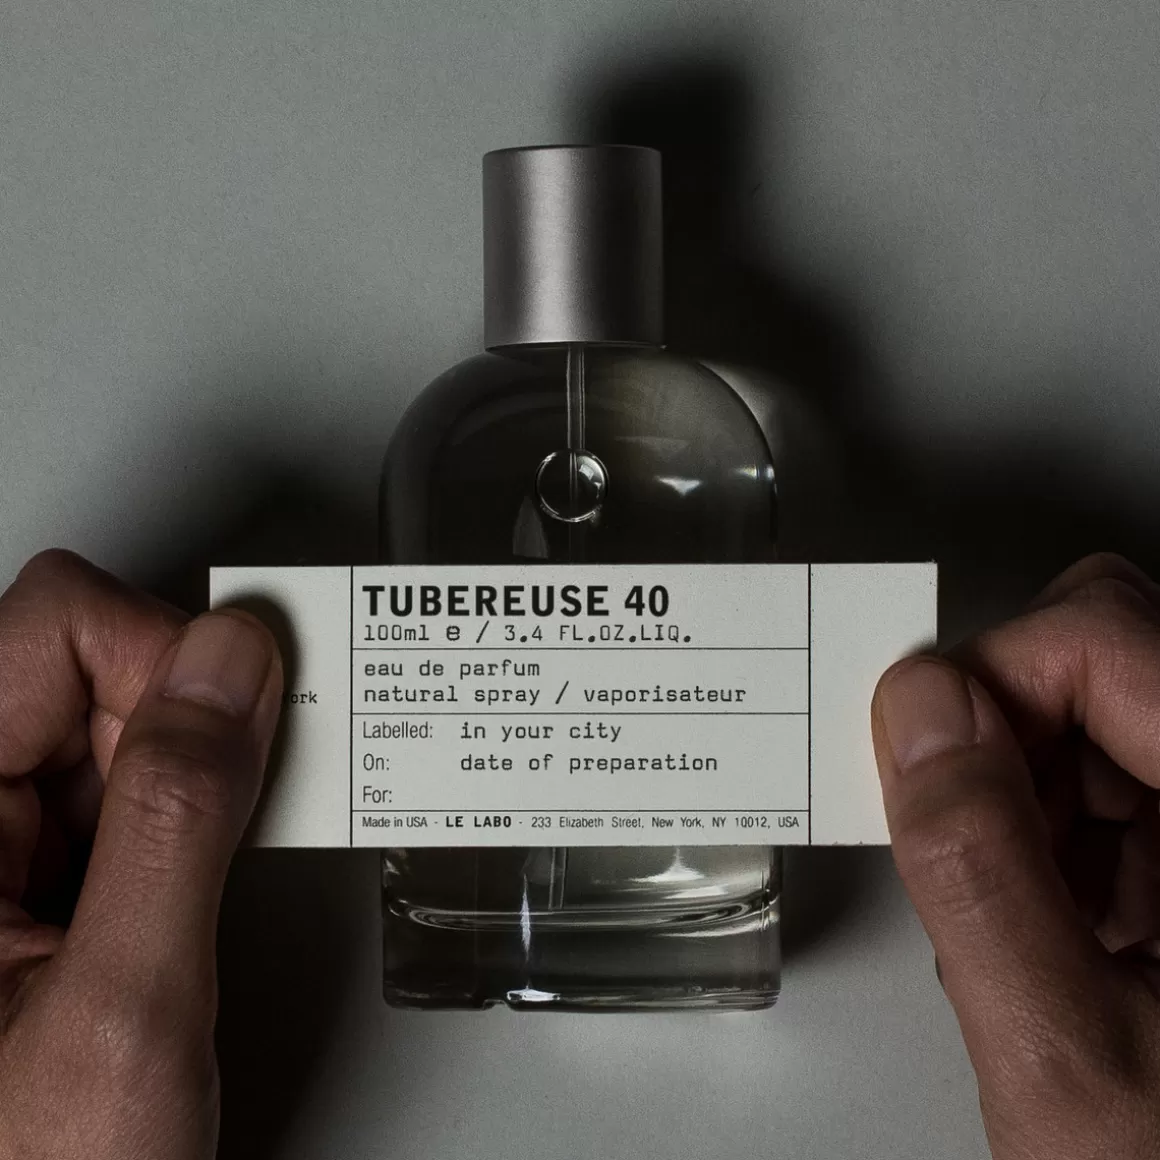 TUBEREUSE 40
100ml e / 3.4 FL.OZ.LIQ.
eau de parfum
natural spray / vaporisateur
Labelled: in your city
On: date of preparation
For:
Made in USA - LE LABO - 233 Elizabeth Street, New York, NY 10012, USA